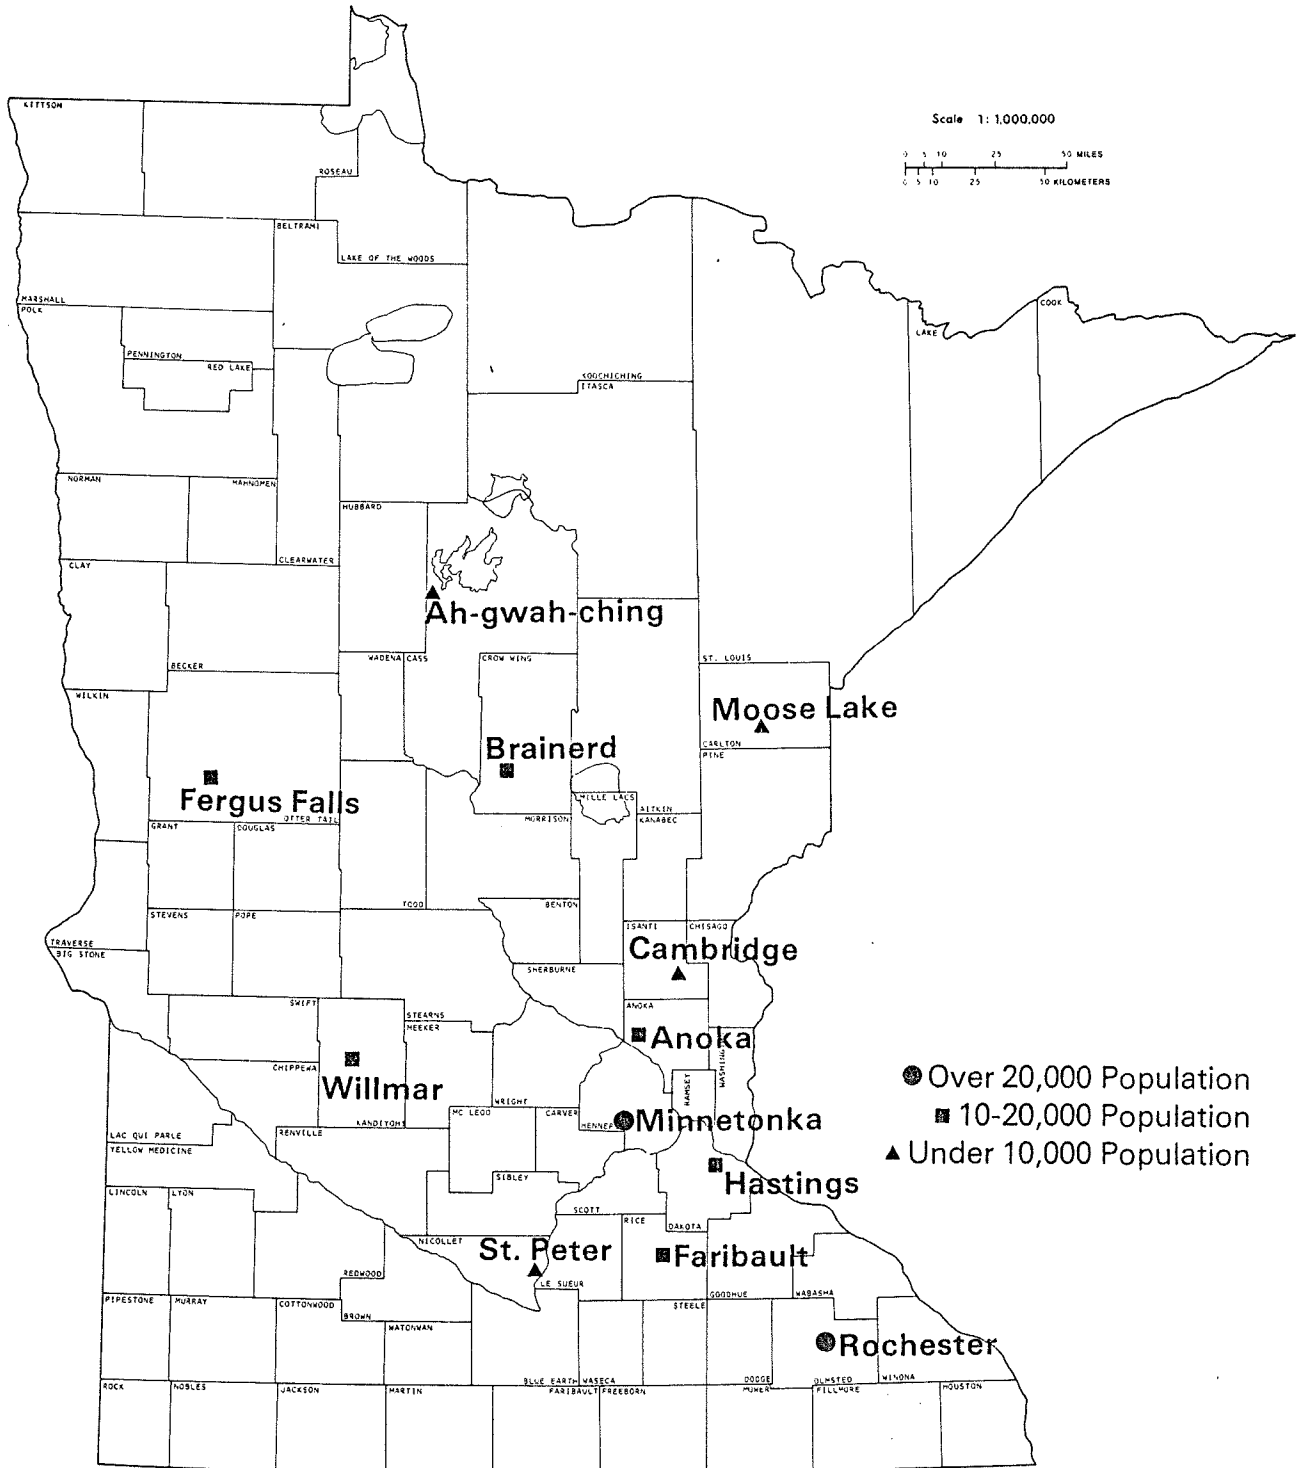 Scale 1: 1,000,000
0 5 10 25 50 MILES
0 5 10 25 50 KILOMETERS
KITTSON
ROSEAU
BELTRAMI
LAKE OF THE WOODS
MARSHALL
POLK
COOK
LAKE
PENNINGTON
RED LAKE
KOOCHICHING
ITASCA
NORMAN
MAHNOMEN
HUBBARD
CLAY
CLEARWATER
Ah-gwah-ching
BECKER
WADENA
CASS
CROW WING
ST. LOUIS
WILKIN
Moose Lake
CARLTON
PINE
Brainerd
Fergus Falls
OTTER TAIL
MILLE LACS
AITKIN
KANABEC
MORRISON
GRANT
DOUGLAS
TODD
BENTON
STEVENS
POPE
ISANTI
CHISAGO
Cambridge
TRAVERSE
BIG STONE
SHERBURNE
SWIFT
STEARNS
MEEKER
ANOKA
Anoka
WASHING
CHIPPEWA
Willmar
RAMSEY
WRIGHT
MC LEOD
CARVER
HENNEP
Minnetonka
KANDIYOHI
RENVILLE
LAC QUI PARLE
YELLOW MEDICINE
Over 20,000 Population
10-20,000 Population
Under 10,000 Population
Hastings
SIBLEY
LINCOLN
LYON
SCOTT
RICE
DAKOTA
NICOLLET
St. Peter
Faribault
LE SUEUR
REDWOOD
GOODHUE
WABASHA
PIPESTONE
MURRAY
COTTONWOOD
BROWN
STEELE
WATONWAN
Rochester
BLUE EARTH
WASECA
DODGE
OLMSTED
WINONA
ROCK
NOBLES
JACKSON
MARTIN
FARIBAULT
FREEBORN
MOWER
FILLMORE
HOUSTON